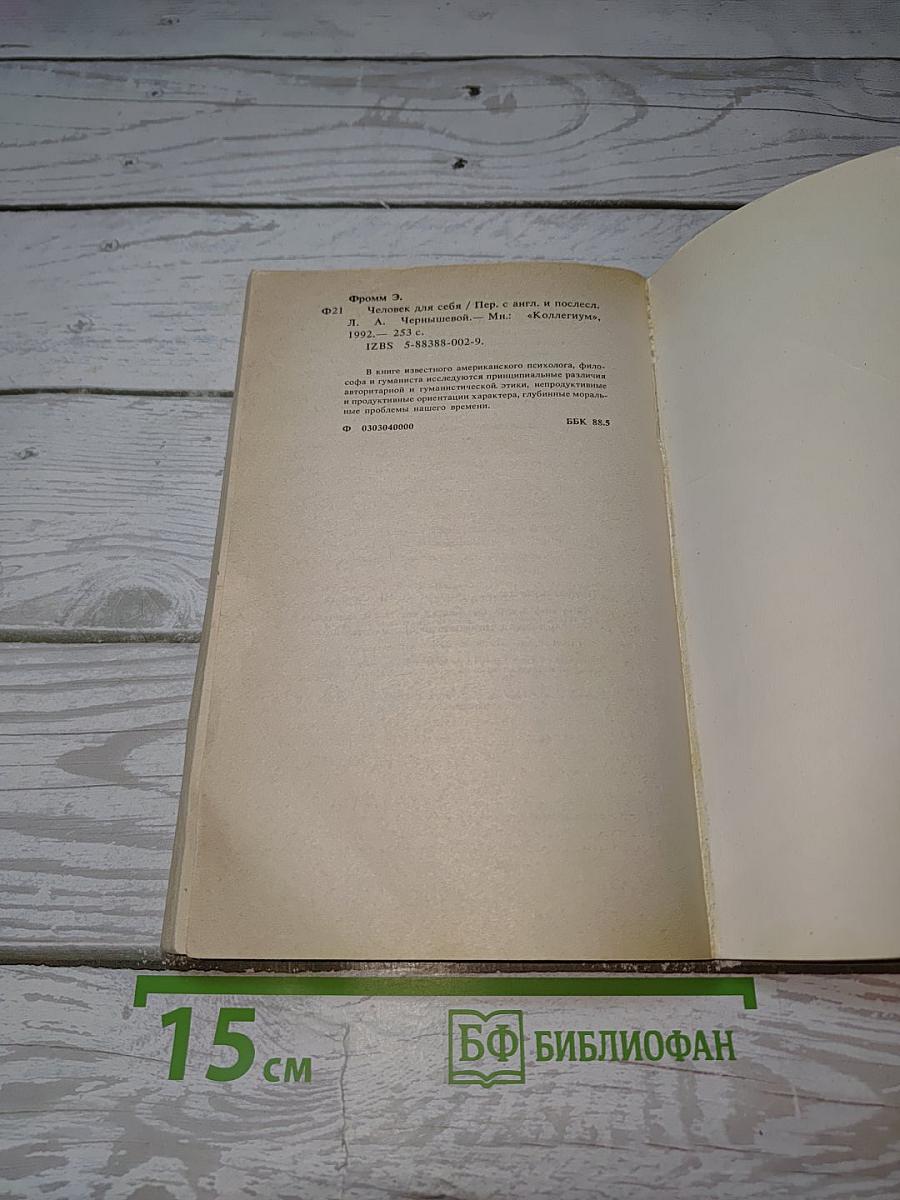 Фромм Э.
Ф21 Человек для себя / Пер. с англ. и послесл.
Л. А. Чернышевой.— Мн.: «Коллегиум»,
1992.— 253 с.
IZBS 5-88388-002-9.
В книге известного американского психолога, фило-
софа и гуманиста исследуются принципиальные различия
авторитарной и гуманистической этики, непродуктивные
и продуктивные ориентации характера, глубинные мораль-
ные проблемы нашего времени.
Ф 0303040000 ББК 88.5
15 см
БФ БИБЛИОФАН